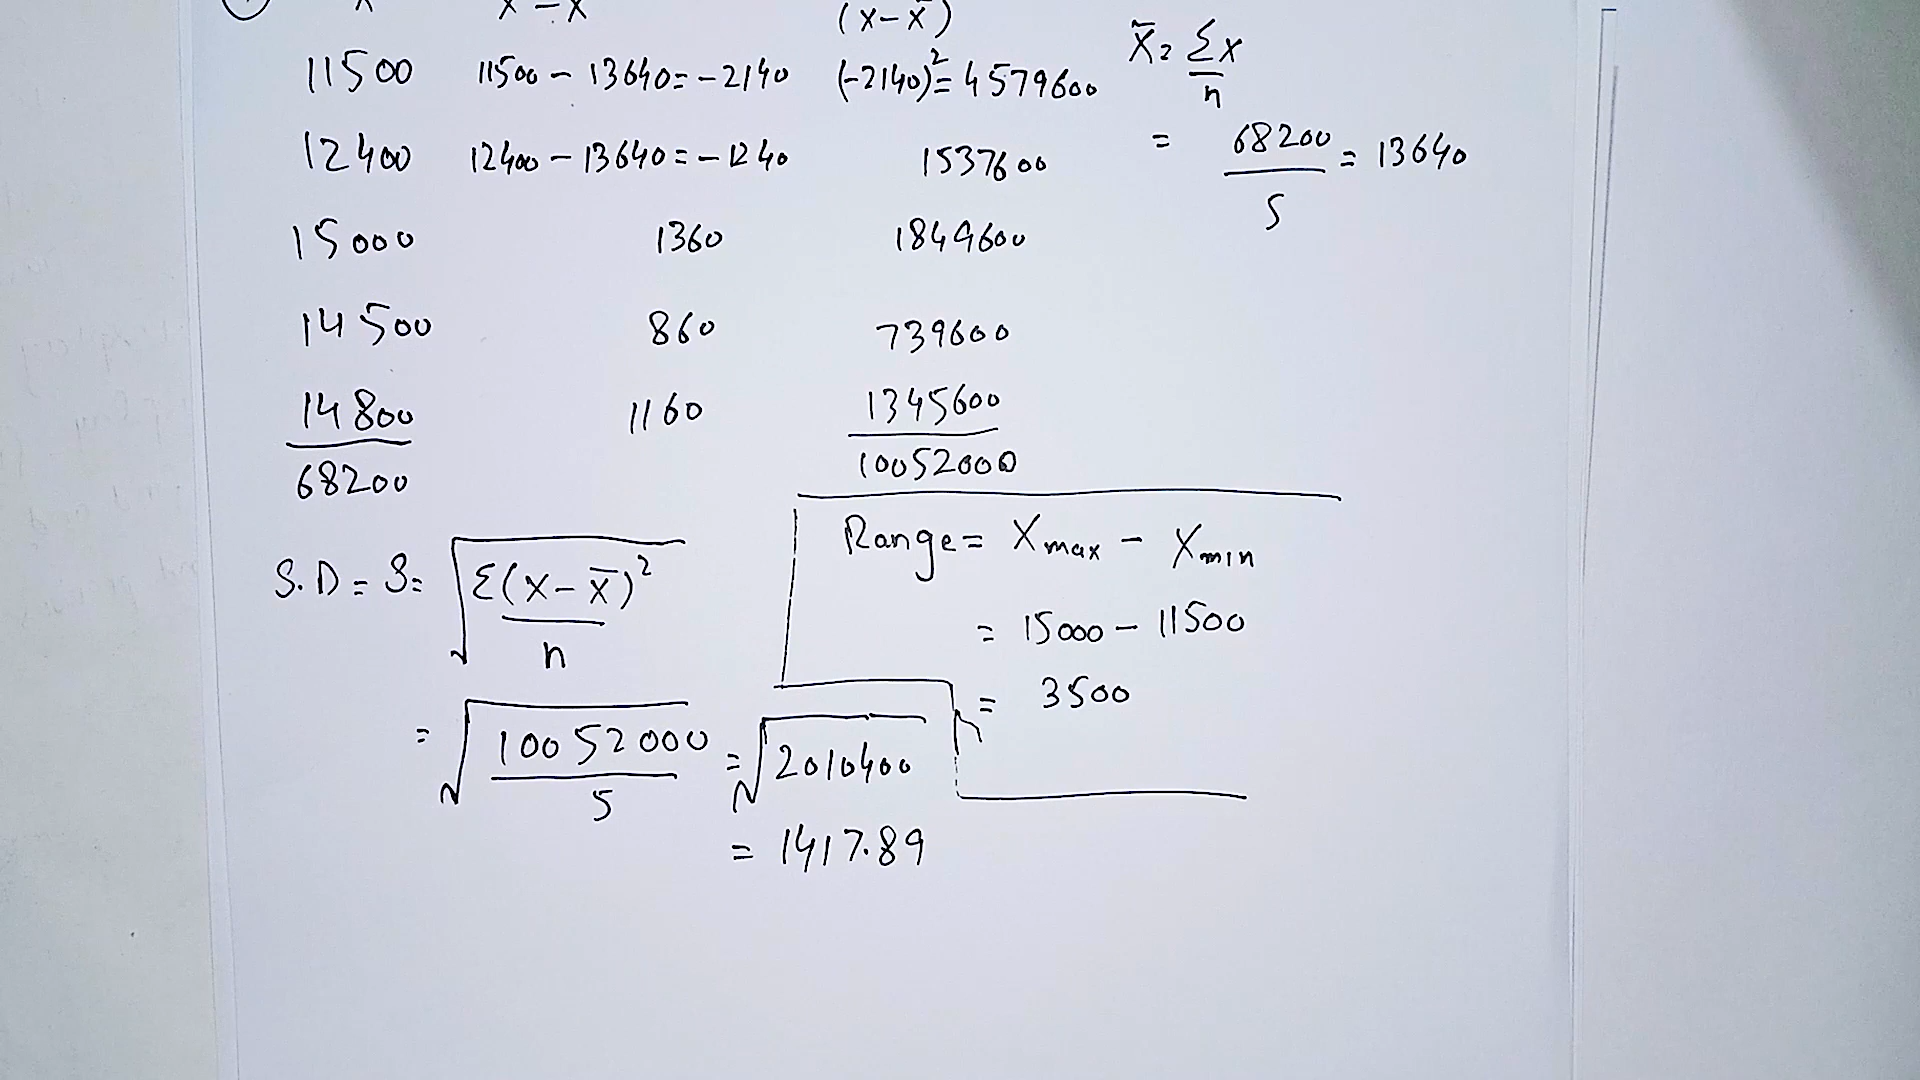 X X - X (X - X)
11500 11500 - 13640 = -2140 (-2140)² = 4579600 X̄ = Σx/n
12400 12400 - 13640 = -1240 1537600 = 68200/5 = 13640
15000 1360 1849600
14500 860 739600
14800 1160 1345600
68200 10052000
Range = Xmax - Xmin
= 15000 - 11500
= 3500
S.D = S = √(Σ(x - x̄)²/n)
= √(10052000/5) = √2010400
= 1417.89